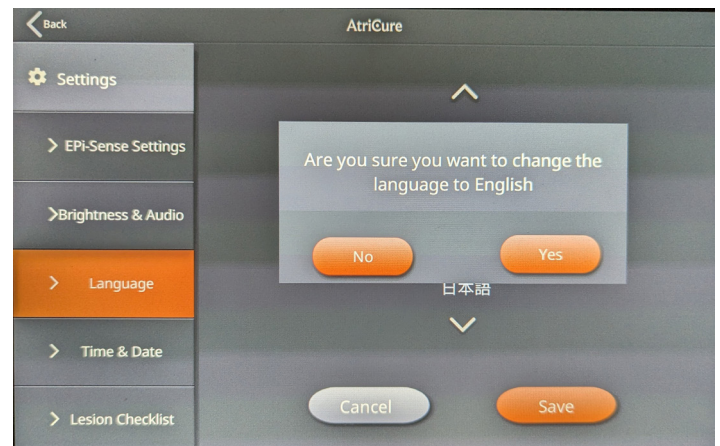 Back
AtriCure
Settings
EPi-Sense Settings
Brightness & Audio
Language
Time & Date
Lesion Checklist
Are you sure you want to change the
language to English
No
Yes
日本語
Cancel
Save